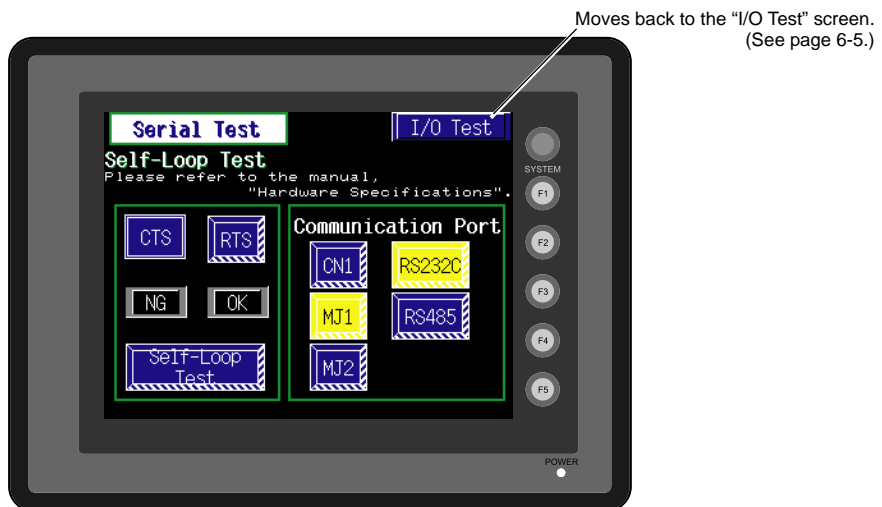 Moves back to the “I/O Test” screen.
(See page 6-5.)
Serial Test
I/O Test
Self-Loop Test
Please refer to the manual,
"Hardware Specifications".
SYSTEM
F1
F2
F3
F4
F5
CTS
RTS
NG
OK
Self-Loop
Test
Communication Port
CN1
RS232C
MJ1
RS485
MJ2
POWER